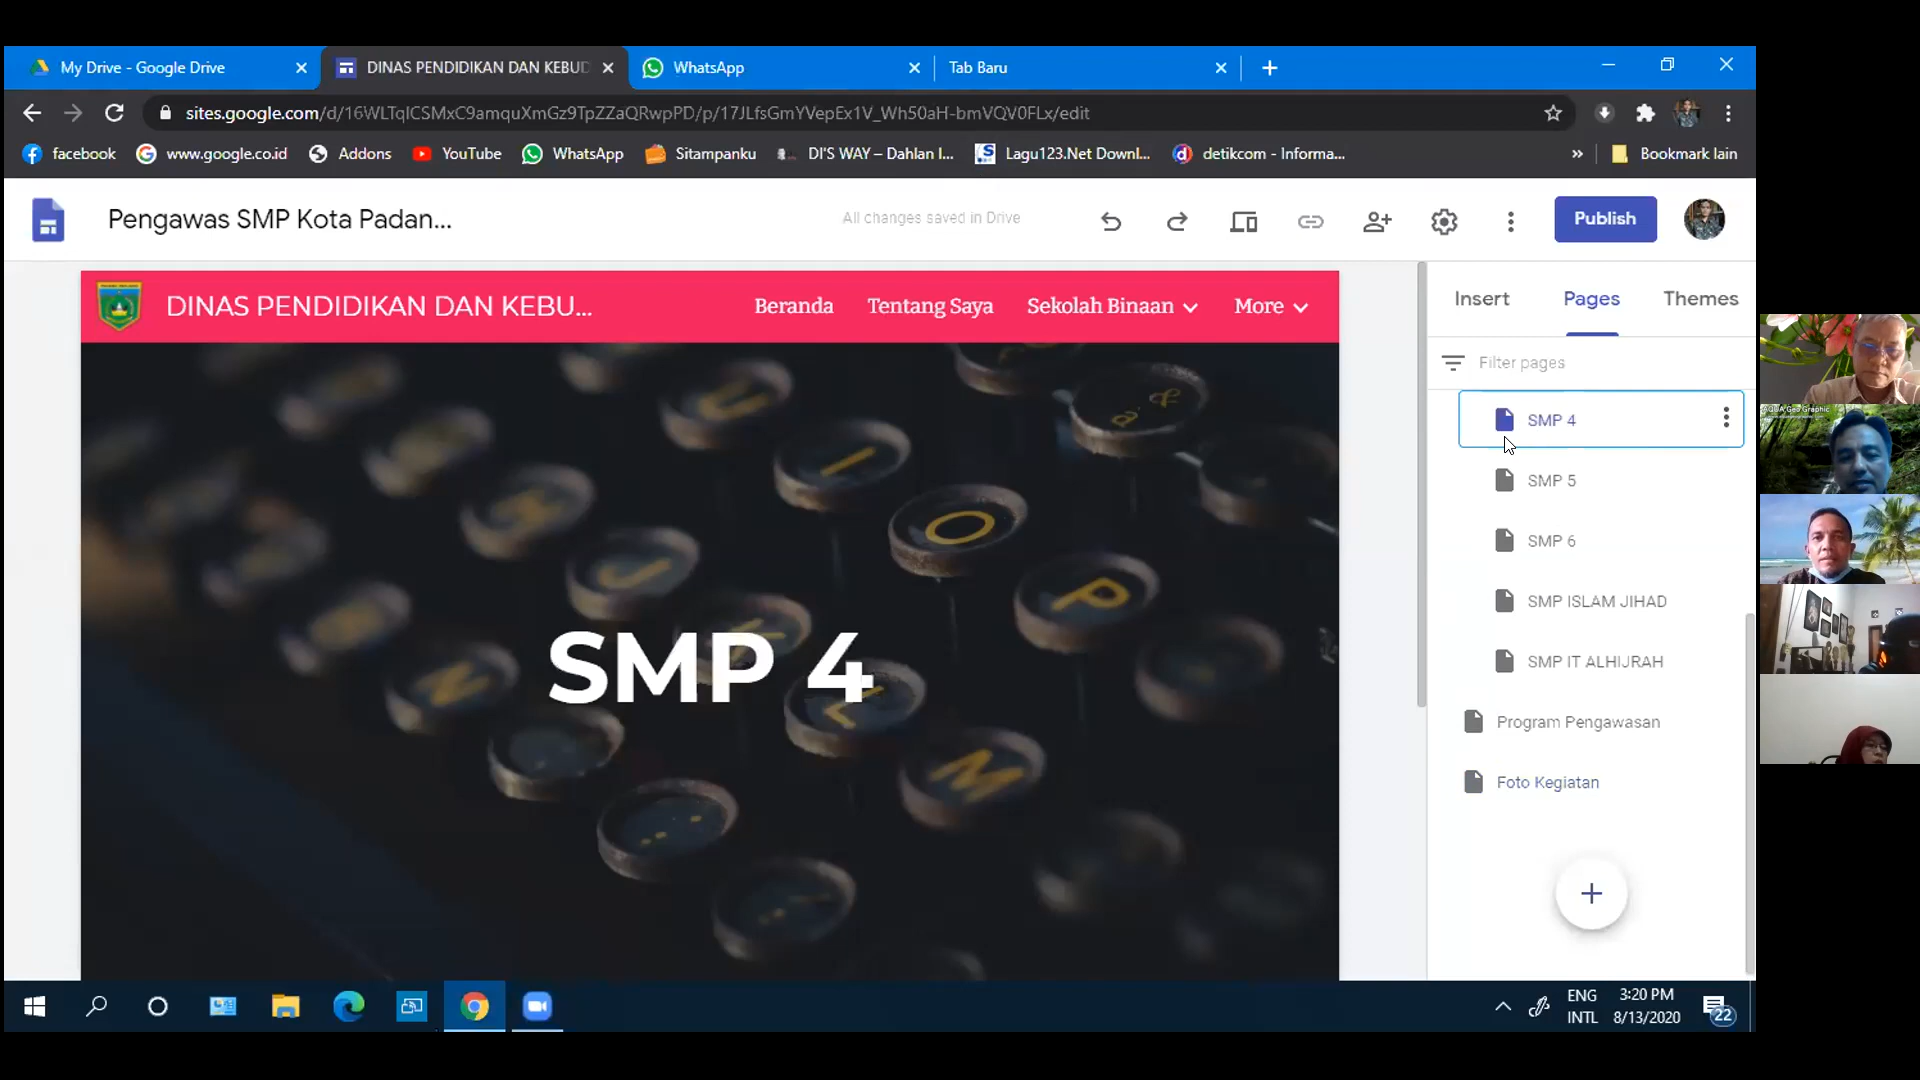 My Drive - Google Drive
DINAS PENDIDIKAN DAN KEBUD
WhatsApp
Tab Baru
sites.google.com/d/16WLTqlCSMxC9amquXmGz9TpZZaQRwpPD/p/17JLfsGmYVepEx1V_Wh50aH-bmVQV0FLx/edit
facebook
www.google.co.id
Addons
YouTube
WhatsApp
Sitampanku
DI'S WAY – Dahlan I...
Lagu123.Net Downl...
detikcom - Informa...
»
Bookmark lain
Pengawas SMP Kota Padan...
All changes saved in Drive
Publish
DINAS PENDIDIKAN DAN KEBU...
Beranda
Tentang Saya
Sekolah Binaan
More
Insert
Pages
Themes
Filter pages
SMP 4
SMP 5
SMP 6
SMP ISLAM JIHAD
SMP IT ALHIJRAH
Program Pengawasan
Foto Kegiatan
U
I
O
P
H
J
K
L
N
M
SMP 4
AQUA Geo Graphic
ENG
INTL
3:20 PM
8/13/2020
22